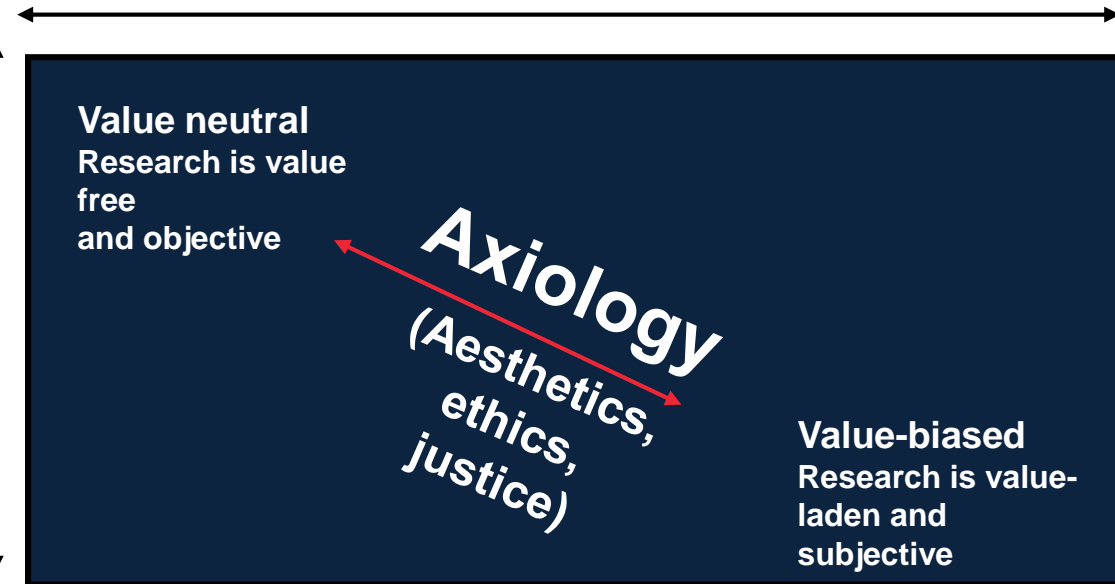 Value neutral
Research is value
free
and objective
Axiology
(Aesthetics,
ethics,
justice)
Value-biased
Research is value-
laden and
subjective